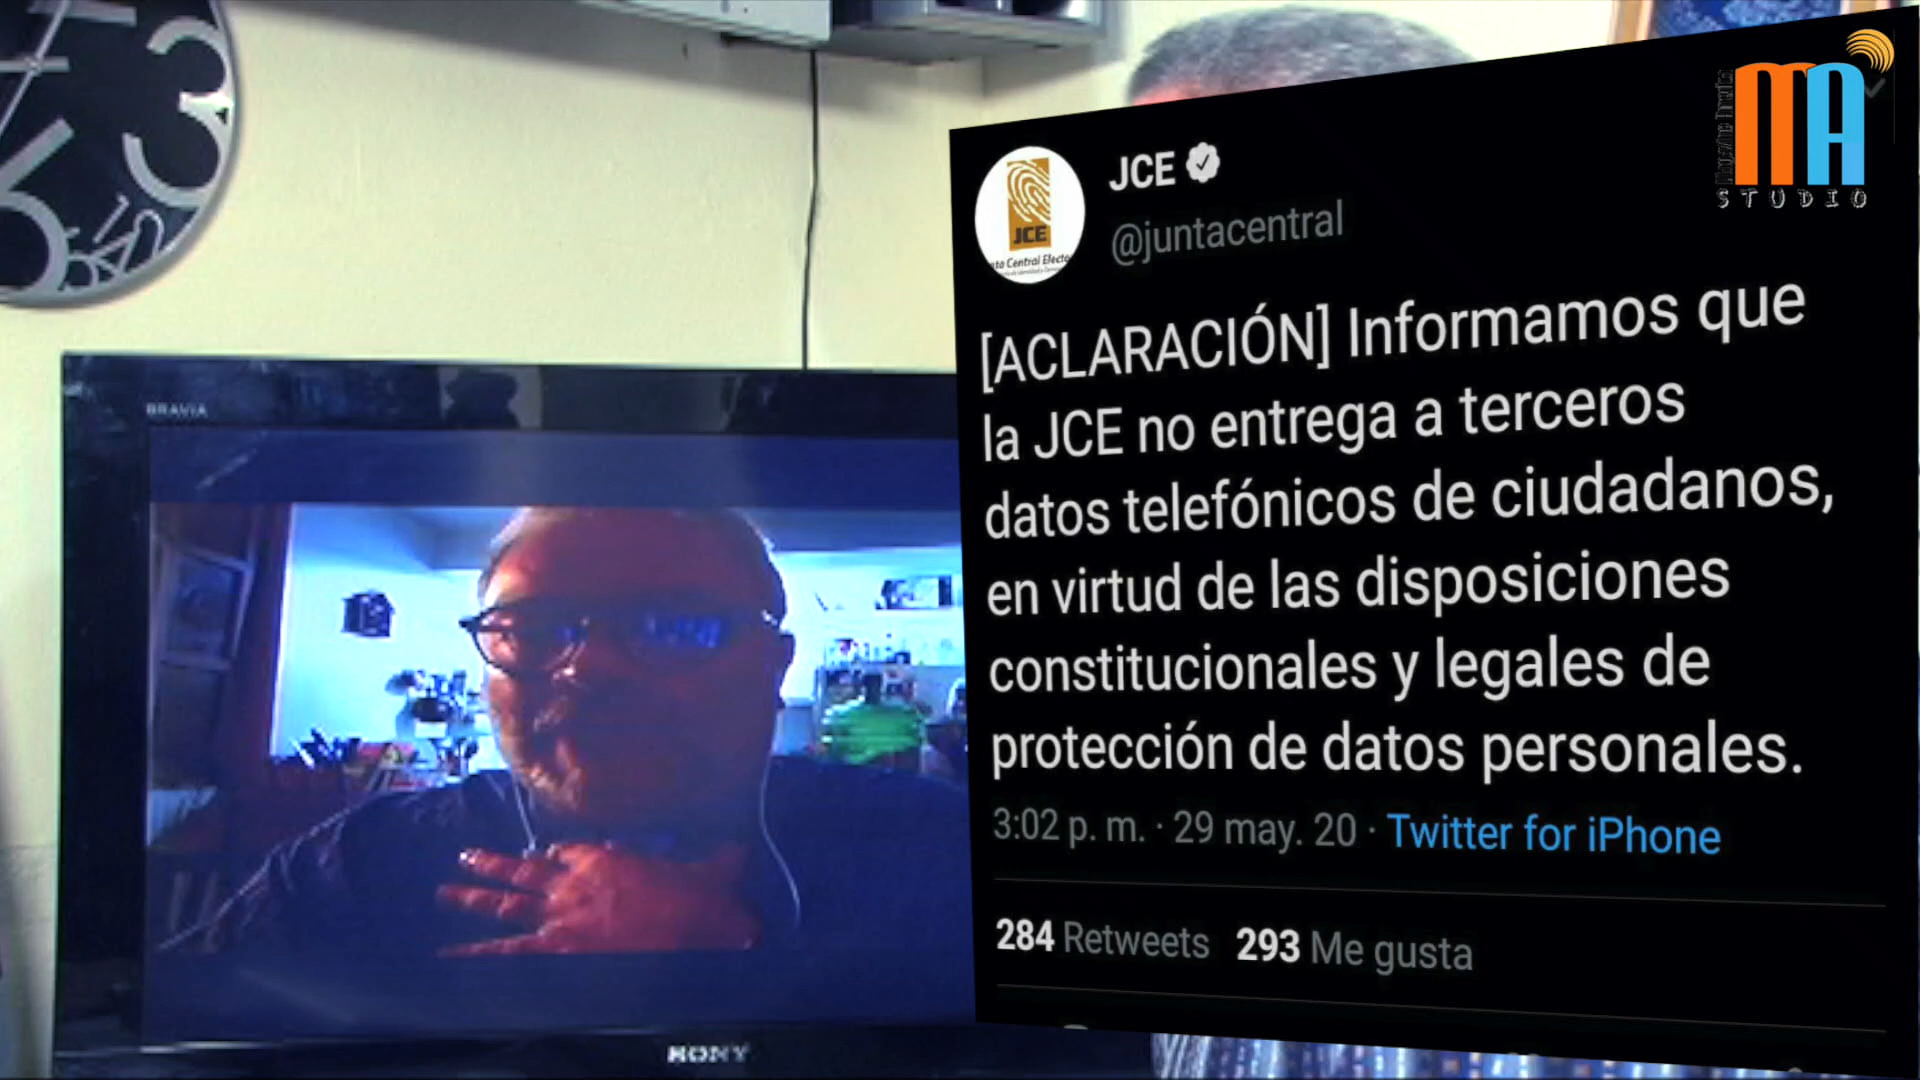 3
12
BRAVIA
SONY
MA
STUDIO
JCE
@juntacentral
JCE
[ACLARACIÓN] Informamos que
la JCE no entrega a terceros
datos telefónicos de ciudadanos,
en virtud de las disposiciones
constitucionales y legales de
protección de datos personales.
3:02 p. m. · 29 may. 20 · Twitter for iPhone
284 Retweets 293 Me gusta